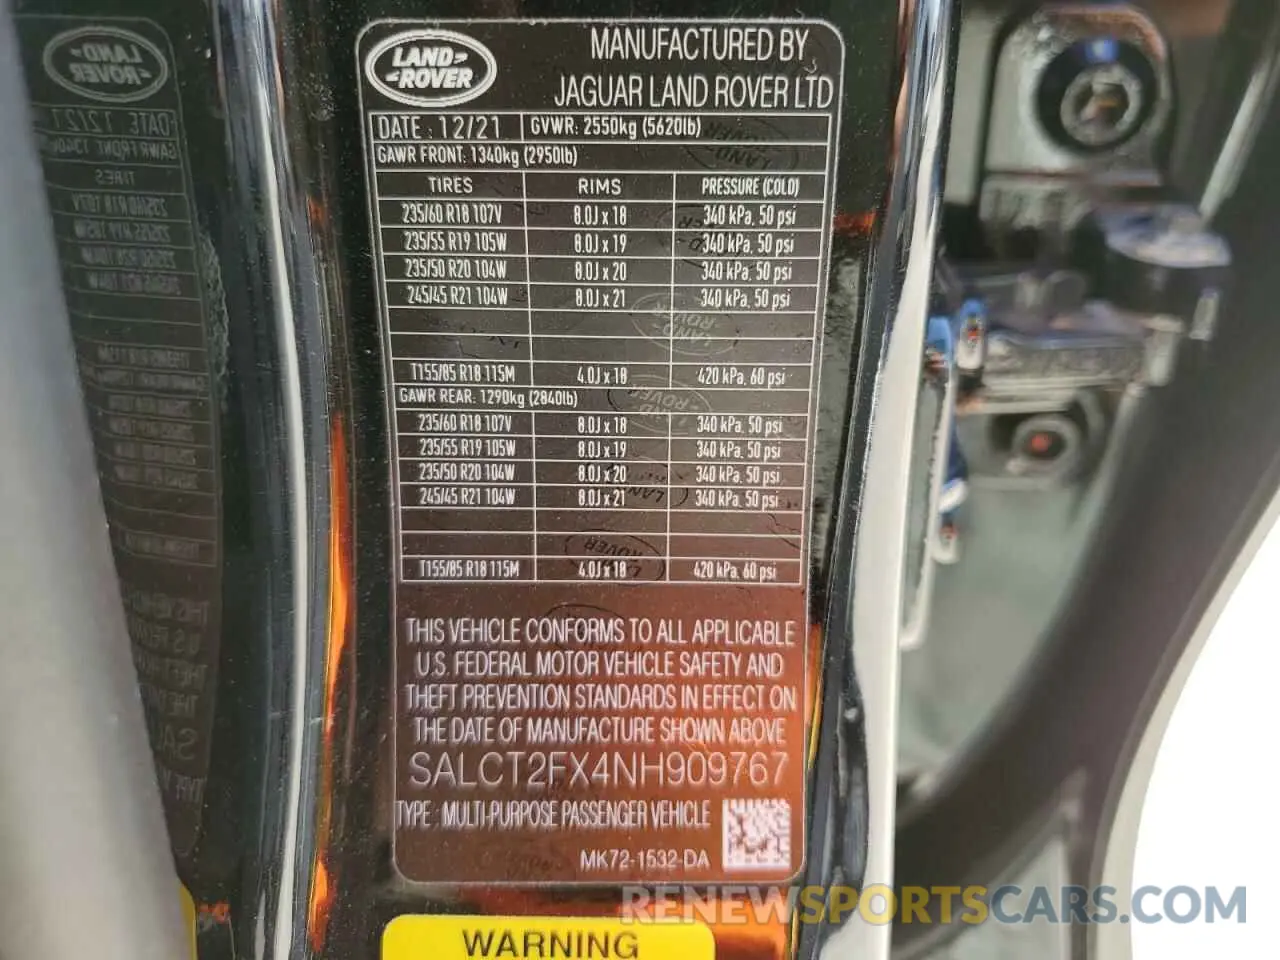 LAND ROVER
MANUFACTURED BY
JAGUAR LAND ROVER LTD
DATE : 12/21 GVWR: 2550kg (5620lb)
GAWR FRONT: 1340kg (2950lb)
TIRES RIMS PRESSURE (COLD)
235/60 R18 107V 8.0J x 18 340 kPa, 50 psi
235/55 R19 105W 8.0J x 19 340 kPa, 50 psi
235/50 R20 104W 8.0J x 20 340 kPa, 50 psi
245/45 R21 104W 8.0J x 21 340 kPa, 50 psi
T155/85 R18 115M 4.0J x 18 420 kPa, 60 psi
GAWR REAR: 1290kg (2840lb)
235/60 R18 107V 8.0J x 18 340 kPa, 50 psi
235/55 R19 105W 8.0J x 19 340 kPa, 50 psi
235/50 R20 104W 8.0J x 20 340 kPa, 50 psi
245/45 R21 104W 8.0J x 21 340 kPa, 50 psi
T155/85 R18 115M 4.0J x 18 420 kPa, 60 psi
THIS VEHICLE CONFORMS TO ALL APPLICABLE
U.S. FEDERAL MOTOR VEHICLE SAFETY AND
THEFT PREVENTION STANDARDS IN EFFECT ON
THE DATE OF MANUFACTURE SHOWN ABOVE
SALCT2FX4NH909767
TYPE : MULTI-PURPOSE PASSENGER VEHICLE
MK72-1532-DA
RENEWSPORTSCARS.COM
WARNING